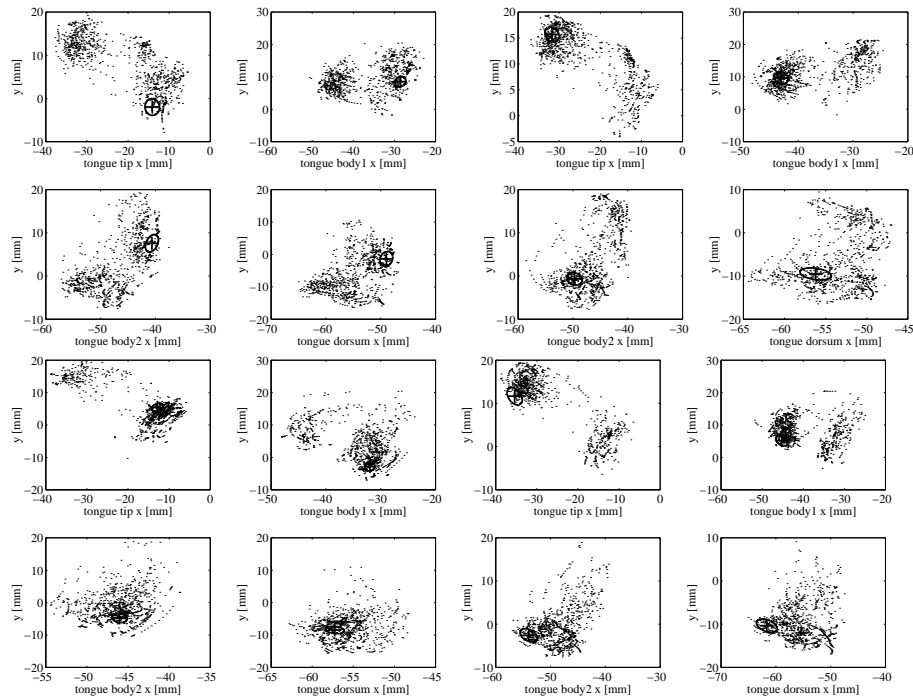 y [mm]
20
10
0
−10
−40 −30 −20 −10 0
tongue tip x [mm]
y [mm]
30
20
10
0
−10
−60 −50 −40 −30 −20
tongue body1 x [mm]
y [mm]
20
15
10
5
0
−5
−40 −30 −20 −10 0
tongue tip x [mm]
y [mm]
30
20
10
0
−10
−50 −40 −30 −20
tongue body1 x [mm]
y [mm]
20
10
0
−10
−60 −50 −40 −30
tongue body2 x [mm]
y [mm]
20
10
0
−10
−20
−70 −60 −50 −40
tongue dorsum x [mm]
y [mm]
20
10
0
−10
−60 −50 −40 −30
tongue body2 x [mm]
y [mm]
10
0
−10
−20
−65 −60 −55 −50 −45
tongue dorsum x [mm]
y [mm]
20
10
0
−10
−20
−40 −30 −20 −10 0
tongue tip x [mm]
y [mm]
30
20
10
0
−10
−60 −50 −40 −30 −20
tongue body1 x [mm]
y [mm]
20
10
0
−10
−40 −30 −20 −10 0
tongue tip x [mm]
y [mm]
30
20
10
0
−10
−60 −50 −40 −30 −20
tongue body1 x [mm]
y [mm]
20
10
0
−10
−20
−55 −50 −45 −40 −35
tongue body2 x [mm]
y [mm]
20
10
0
−10
−20
−70 −60 −50 −40
tongue dorsum x [mm]
y [mm]
20
10
0
−10
−60 −50 −40 −30
tongue body2 x [mm]
y [mm]
10
0
−10
−20
−70 −60 −50 −40
tongue dorsum x [mm]